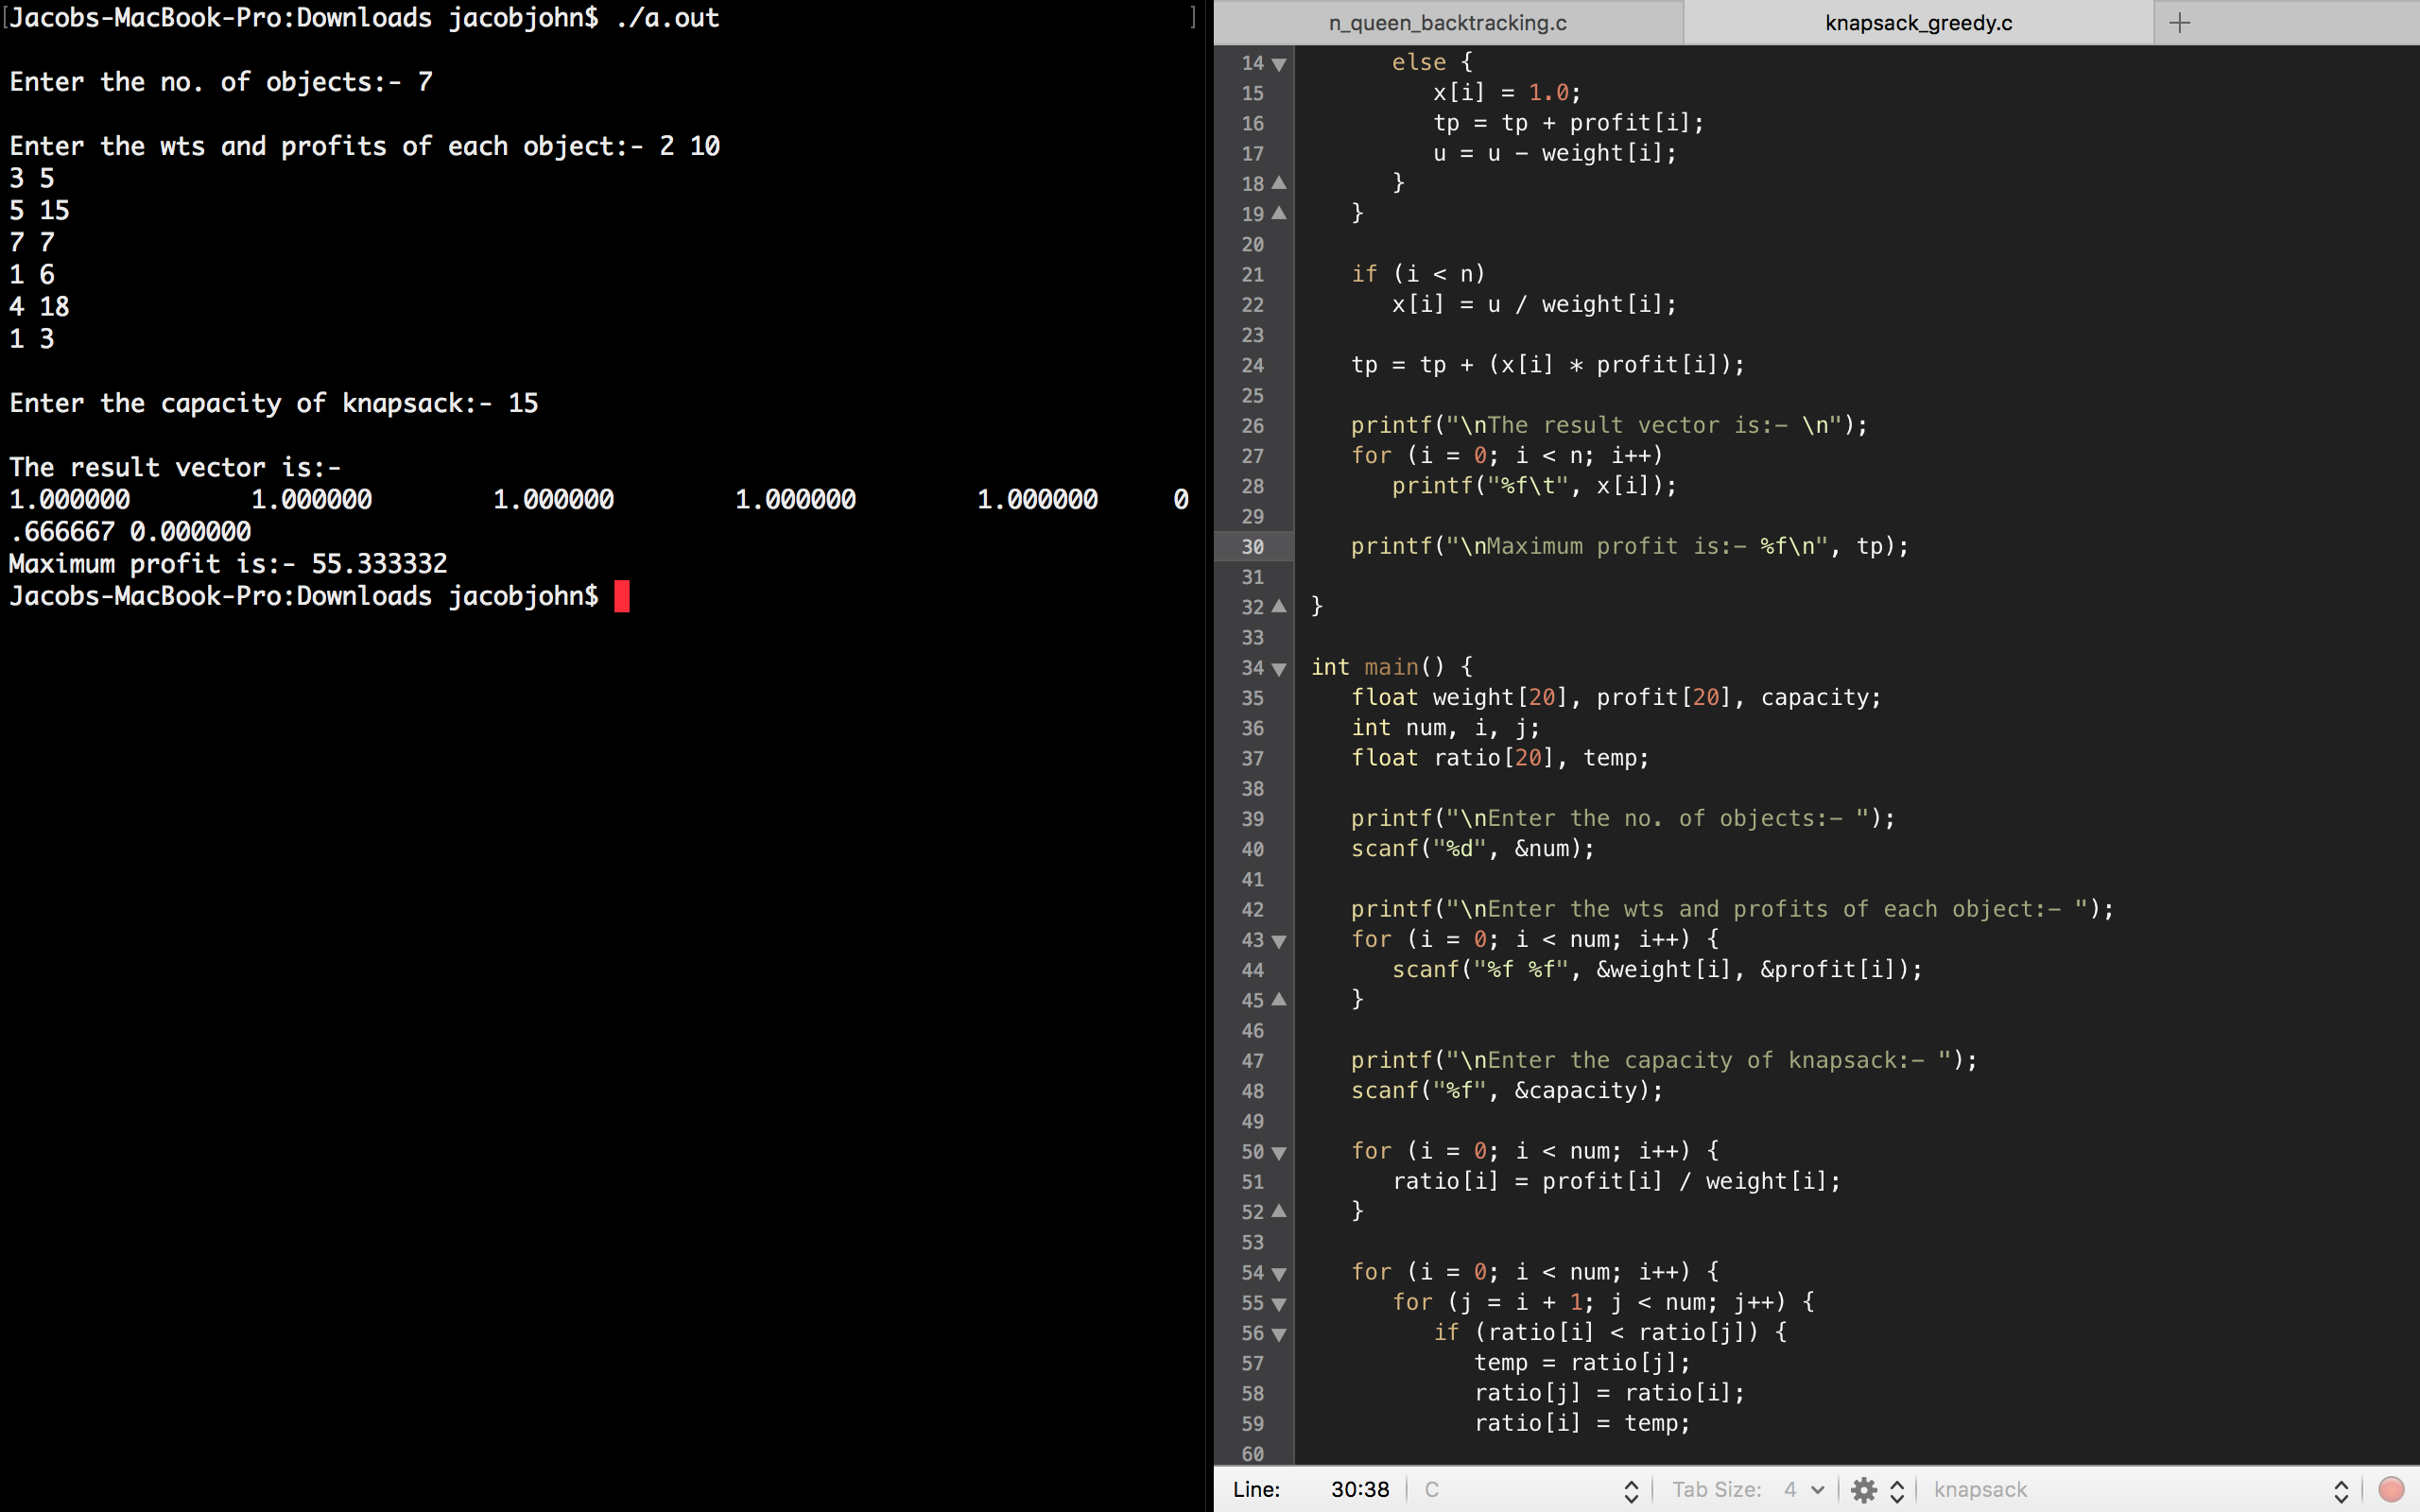 Jacobs-MacBook-Pro:Downloads jacobjohn$ ./a.out
Enter the no. of objects:- 7
Enter the wts and profits of each object:- 2 10
3 5
5 15
7 7
1 6
4 18
1 3
Enter the capacity of knapsack:- 15
The result vector is:-
1.000000 1.000000 1.000000 1.000000 1.000000 0
.666667 0.000000
Maximum profit is:- 55.333332
Jacobs-MacBook-Pro:Downloads jacobjohn$
n_queen_backtracking.c knapsack_greedy.c +
14 else {
15 x[i] = 1.0;
16 tp = tp + profit[i];
17 u = u - weight[i];
18 }
19 }
20
21 if (i < n)
22 x[i] = u / weight[i];
23
24 tp = tp + (x[i] * profit[i]);
25
26 printf("\nThe result vector is:- \n");
27 for (i = 0; i < n; i++)
28 printf("%f\t", x[i]);
29
30 printf("\nMaximum profit is:- %f\n", tp);
31
32 }
33
34 int main() {
35 float weight[20], profit[20], capacity;
36 int num, i, j;
37 float ratio[20], temp;
38
39 printf("\nEnter the no. of objects:- ");
40 scanf("%d", &num);
41
42 printf("\nEnter the wts and profits of each object:- ");
43 for (i = 0; i < num; i++) {
44 scanf("%f %f", &weight[i], &profit[i]);
45 }
46
47 printf("\nEnter the capacity of knapsack:- ");
48 scanf("%f", &capacity);
49
50 for (i = 0; i < num; i++) {
51 ratio[i] = profit[i] / weight[i];
52 }
53
54 for (i = 0; i < num; i++) {
55 for (j = i + 1; j < num; j++) {
56 if (ratio[i] < ratio[j]) {
57 temp = ratio[j];
58 ratio[j] = ratio[i];
59 ratio[i] = temp;
60
Line: 30:38 C Tab Size: 4 knapsack